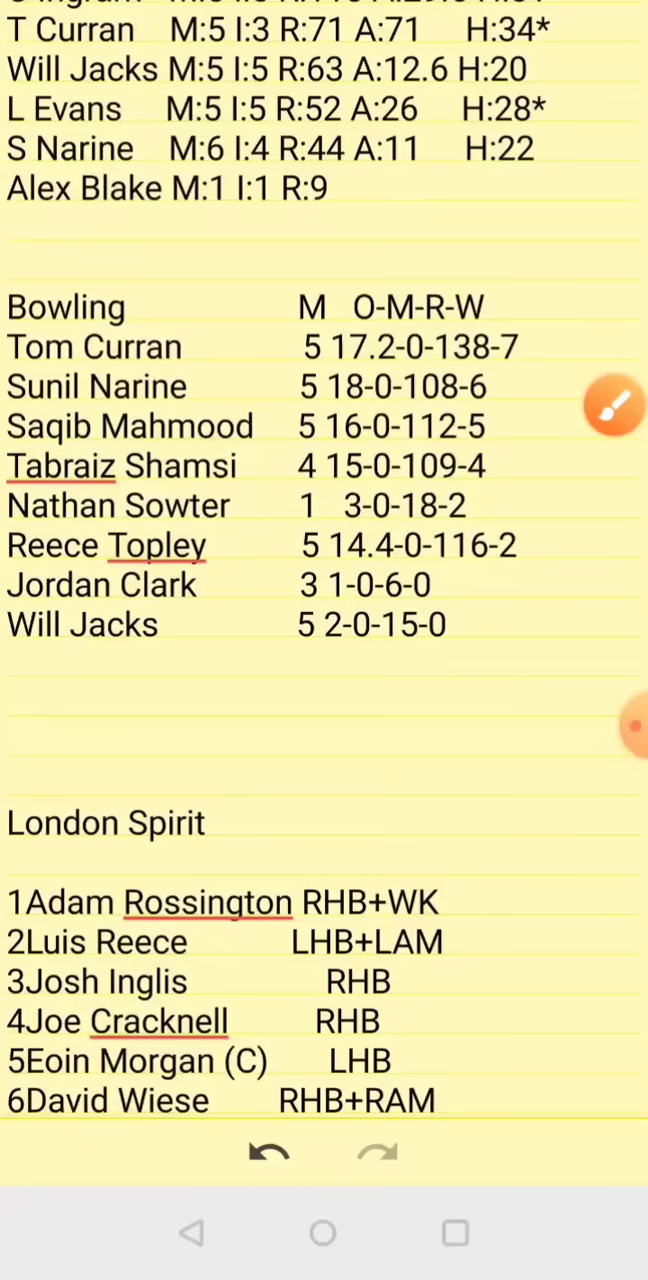 T Curran M:5 I:3 R:71 A:71 H:34*
Will Jacks M:5 I:5 R:63 A:12.6 H:20
L Evans M:5 I:5 R:52 A:26 H:28*
S Narine M:6 I:4 R:44 A:11 H:22
Alex Blake M:1 I:1 R:9
Bowling M O-M-R-W
Tom Curran 5 17.2-0-138-7
Sunil Narine 5 18-0-108-6
Saqib Mahmood 5 16-0-112-5
Tabraiz Shamsi 4 15-0-109-4
Nathan Sowter 1 3-0-18-2
Reece Topley 5 14.4-0-116-2
Jordan Clark 3 1-0-6-0
Will Jacks 5 2-0-15-0
London Spirit
1Adam Rossington RHB+WK
2Luis Reece LHB+LAM
3Josh Inglis RHB
4Joe Cracknell RHB
5Eoin Morgan (C) LHB
6David Wiese RHB+RAM